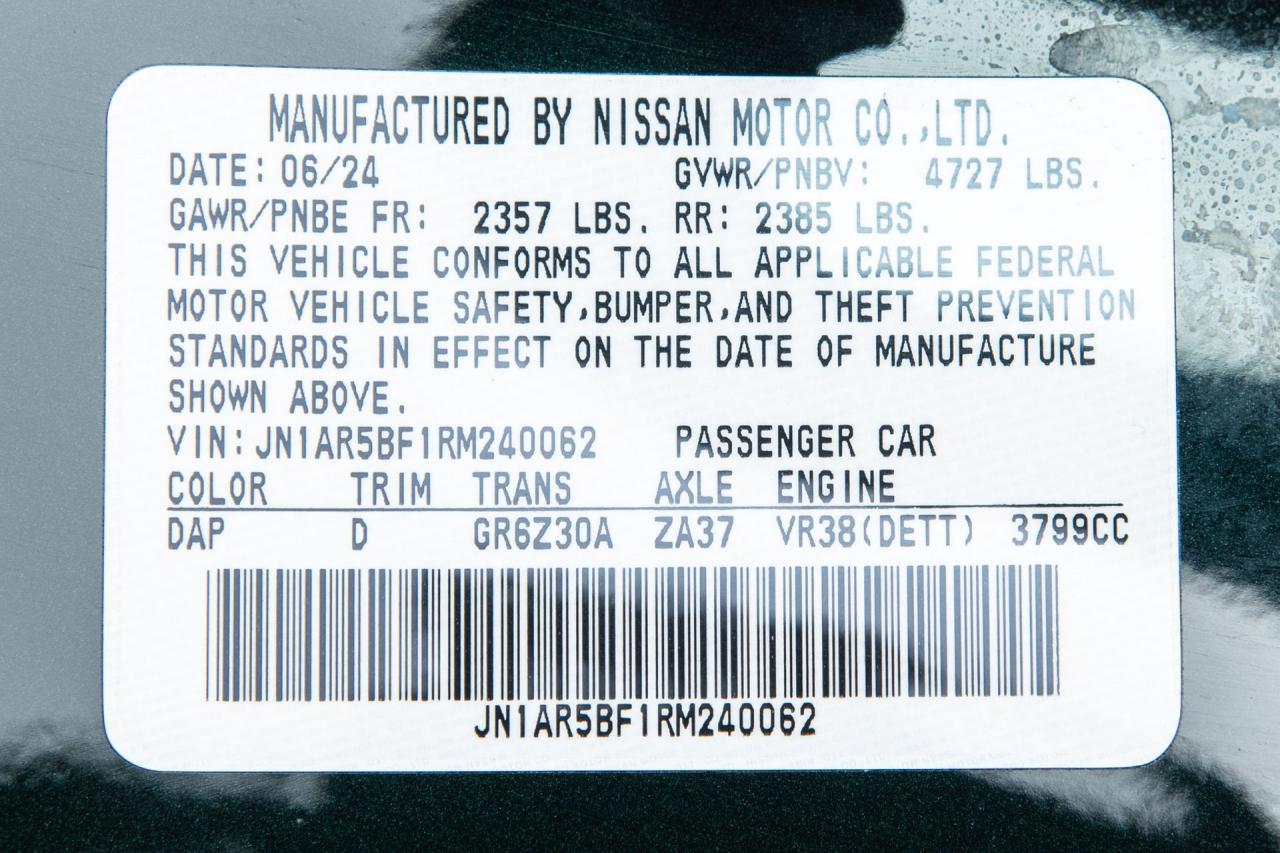 MANUFACTURED BY NISSAN MOTOR CO.,LTD.
DATE: 06/24 GVWR/PNBV: 4727 LBS.
GAWR/PNBE FR: 2357 LBS. RR: 2385 LBS.
THIS VEHICLE CONFORMS TO ALL APPLICABLE FEDERAL
MOTOR VEHICLE SAFETY,BUMPER,AND THEFT PREVENTION
STANDARDS IN EFFECT ON THE DATE OF MANUFACTURE
SHOWN ABOVE.
VIN:JN1AR5BF1RM240062 PASSENGER CAR
COLOR TRIM TRANS AXLE ENGINE
DAP D GR6Z30A ZA37 VR38(DETT) 3799CC
JN1AR5BF1RM240062